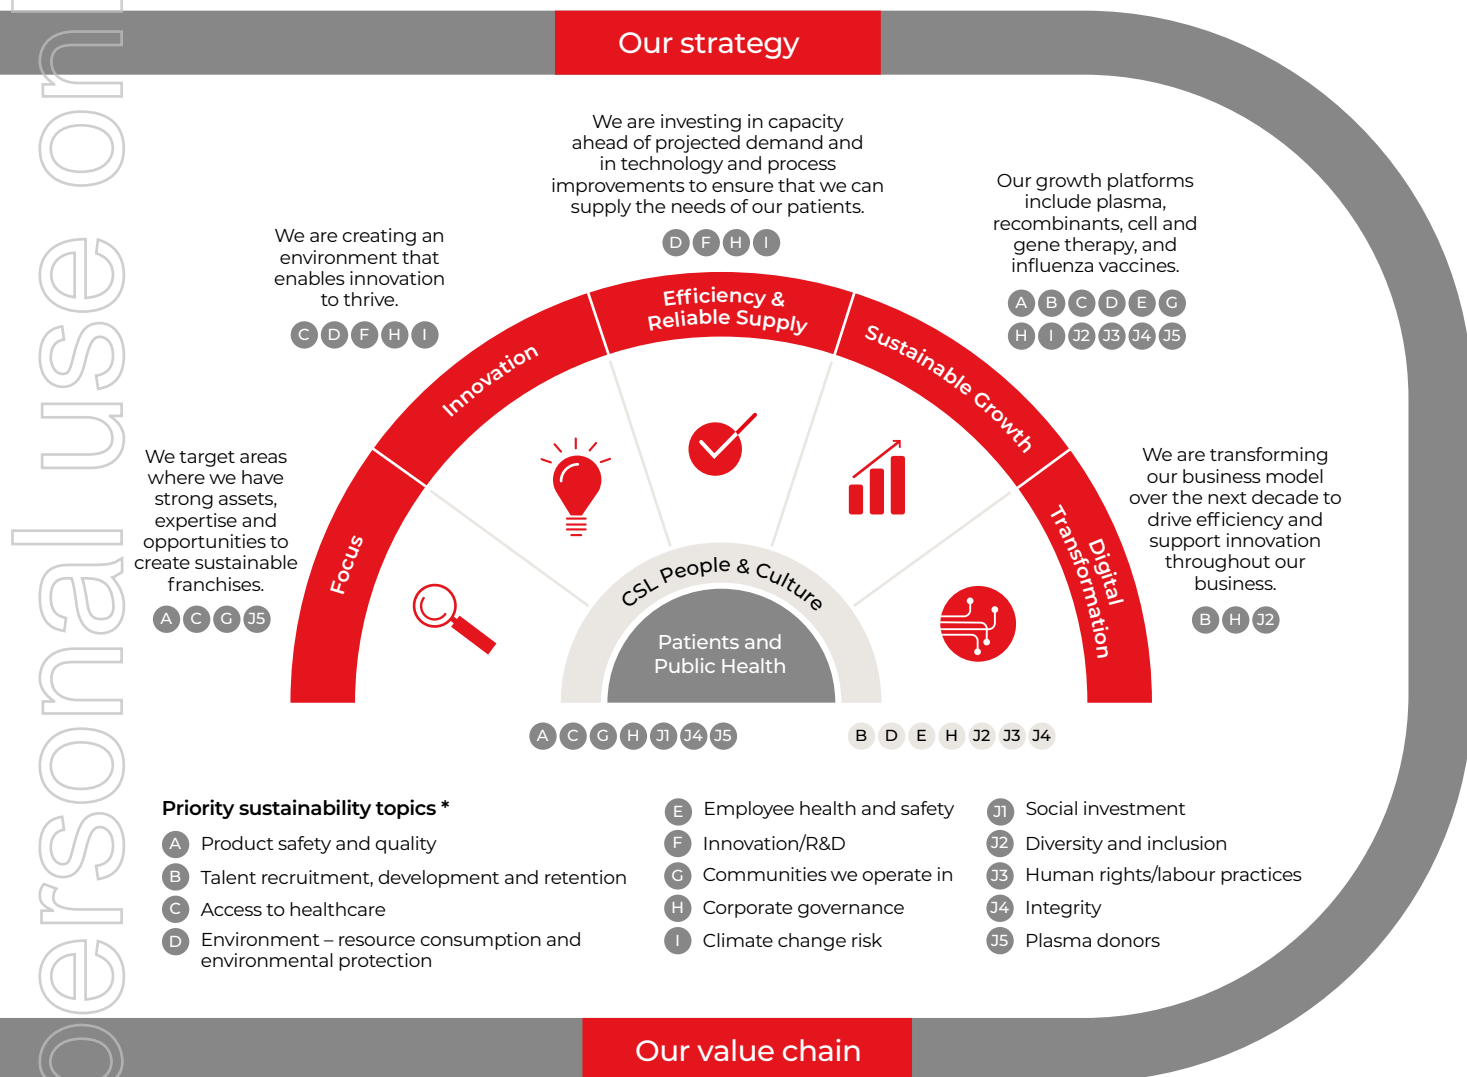 Our strategy
We are investing in capacity
ahead of projected demand and
in technology and process
improvements to ensure that we can
supply the needs of our patients.
D F H I
Our growth platforms
include plasma,
recombinants, cell and
gene therapy, and
influenza vaccines.
A B C D E G
H I J2 J3 J4 J5
We are creating an
environment that
enables innovation
to thrive.
C D F H I
Efficiency &
Reliable Supply
Innovation
Sustainable Growth
We target areas
where we have
strong assets,
expertise and
opportunities to
create sustainable
franchises.
A C G J5
Focus
We are transforming
our business model
over the next decade to
drive efficiency and
support innovation
throughout our
business.
B H J2
Digital
Transformation
CSL People & Culture
Patients and
Public Health
A C G H J1 J4 J5
B D E H J2 J3 J4
Priority sustainability topics *
A Product safety and quality
B Talent recruitment, development and retention
C Access to healthcare
D Environment – resource consumption and
environmental protection
E Employee health and safety
F Innovation/R&D
G Communities we operate in
H Corporate governance
I Climate change risk
J1 Social investment
J2 Diversity and inclusion
J3 Human rights/labour practices
J4 Integrity
J5 Plasma donors
Our value chain
ersonal use on